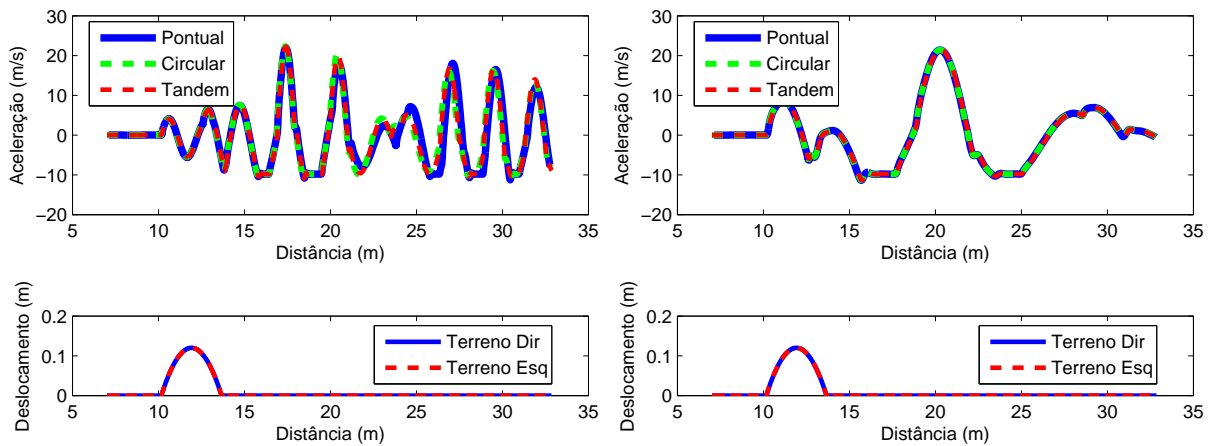 30
20
10
0
−10
−20
Aceleração (m/s)
Pontual
Circular
Tandem
5
10
15
20
25
30
35
Distância (m)
30
20
10
0
−10
−20
Aceleração (m/s)
Pontual
Circular
Tandem
5
10
15
20
25
30
35
Distância (m)
0.2
0.1
0
Deslocamento (m)
Terreno Dir
Terreno Esq
5
10
15
20
25
30
35
Distância (m)
0.2
0.1
0
Deslocamento (m)
Terreno Dir
Terreno Esq
5
10
15
20
25
30
35
Distância (m)